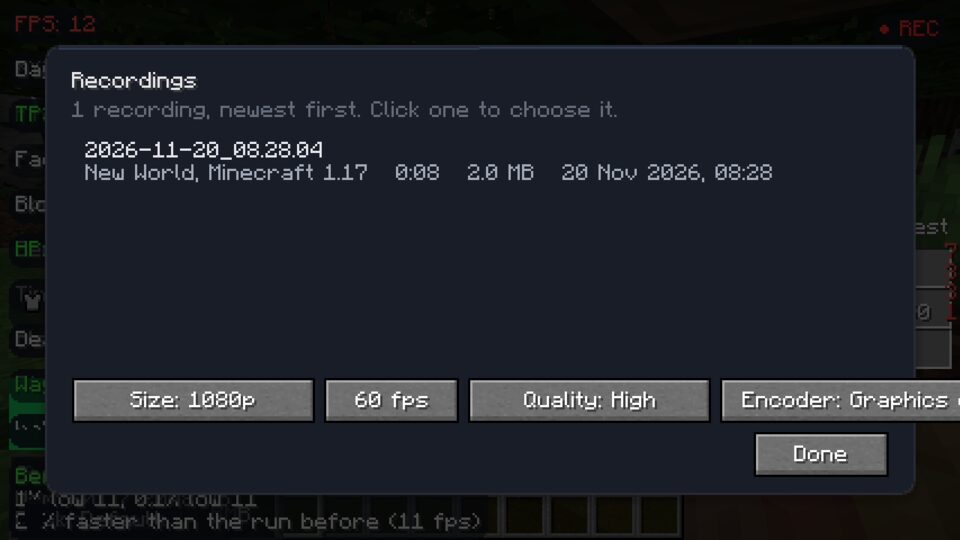 FPS: 12
REC
Recordings
1 recording, newest first. Click one to choose it.
2026-11-20_08.28.04
New World, Minecraft 1.17 0:08 2.0 MB 20 Nov 2026, 08:28
Size: 1080p
60 fps
Quality: High
Encoder: Graphics
Done
faster than the run before (11 fps)